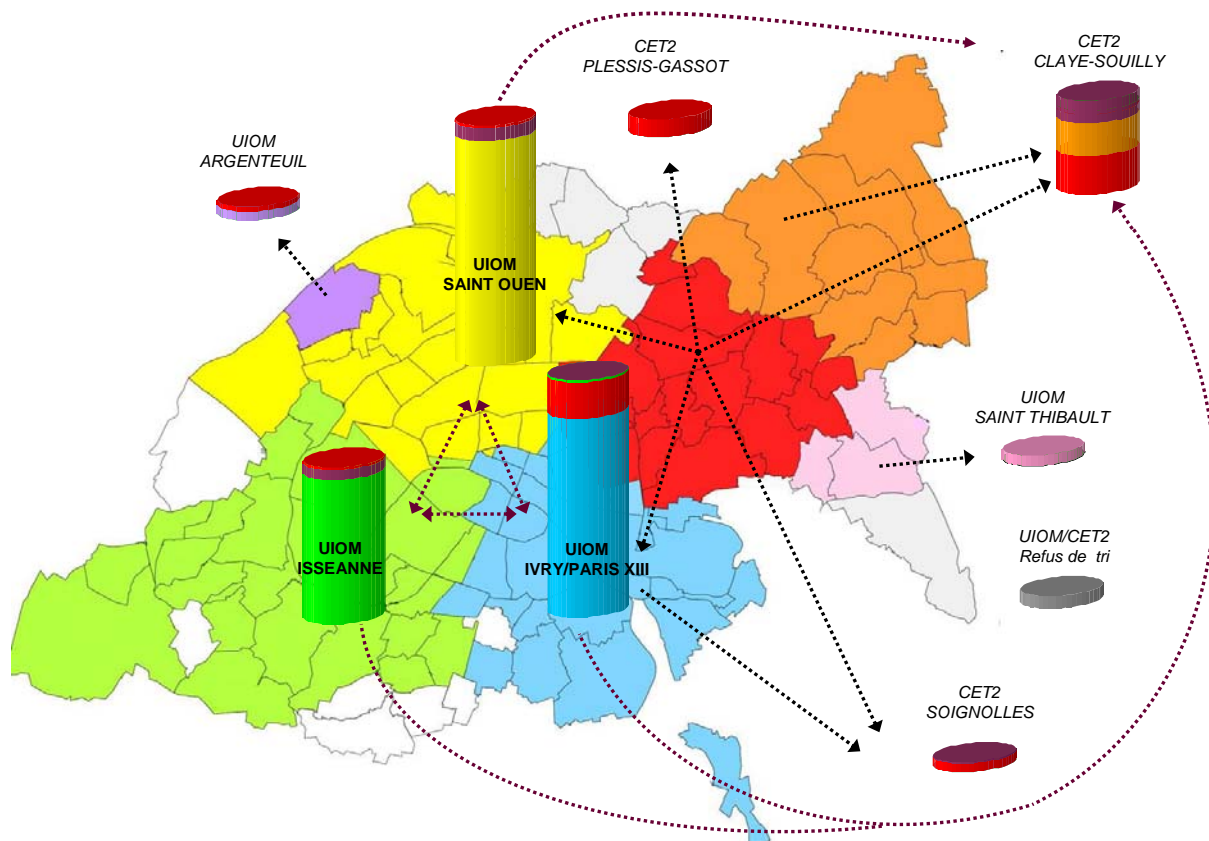 CET2
PLESSIS-GASSOT
CET2
CLAYE-SOUILLY
UIOM
ARGENTEUIL
UIOM
SAINT OUEN
UIOM
SAINT THIBAULT
UIOM
ISSEANNE
UIOM
IVRY/PARIS XIII
UIOM/CET2
Refus de tri
CET2
SOIGNOLLES